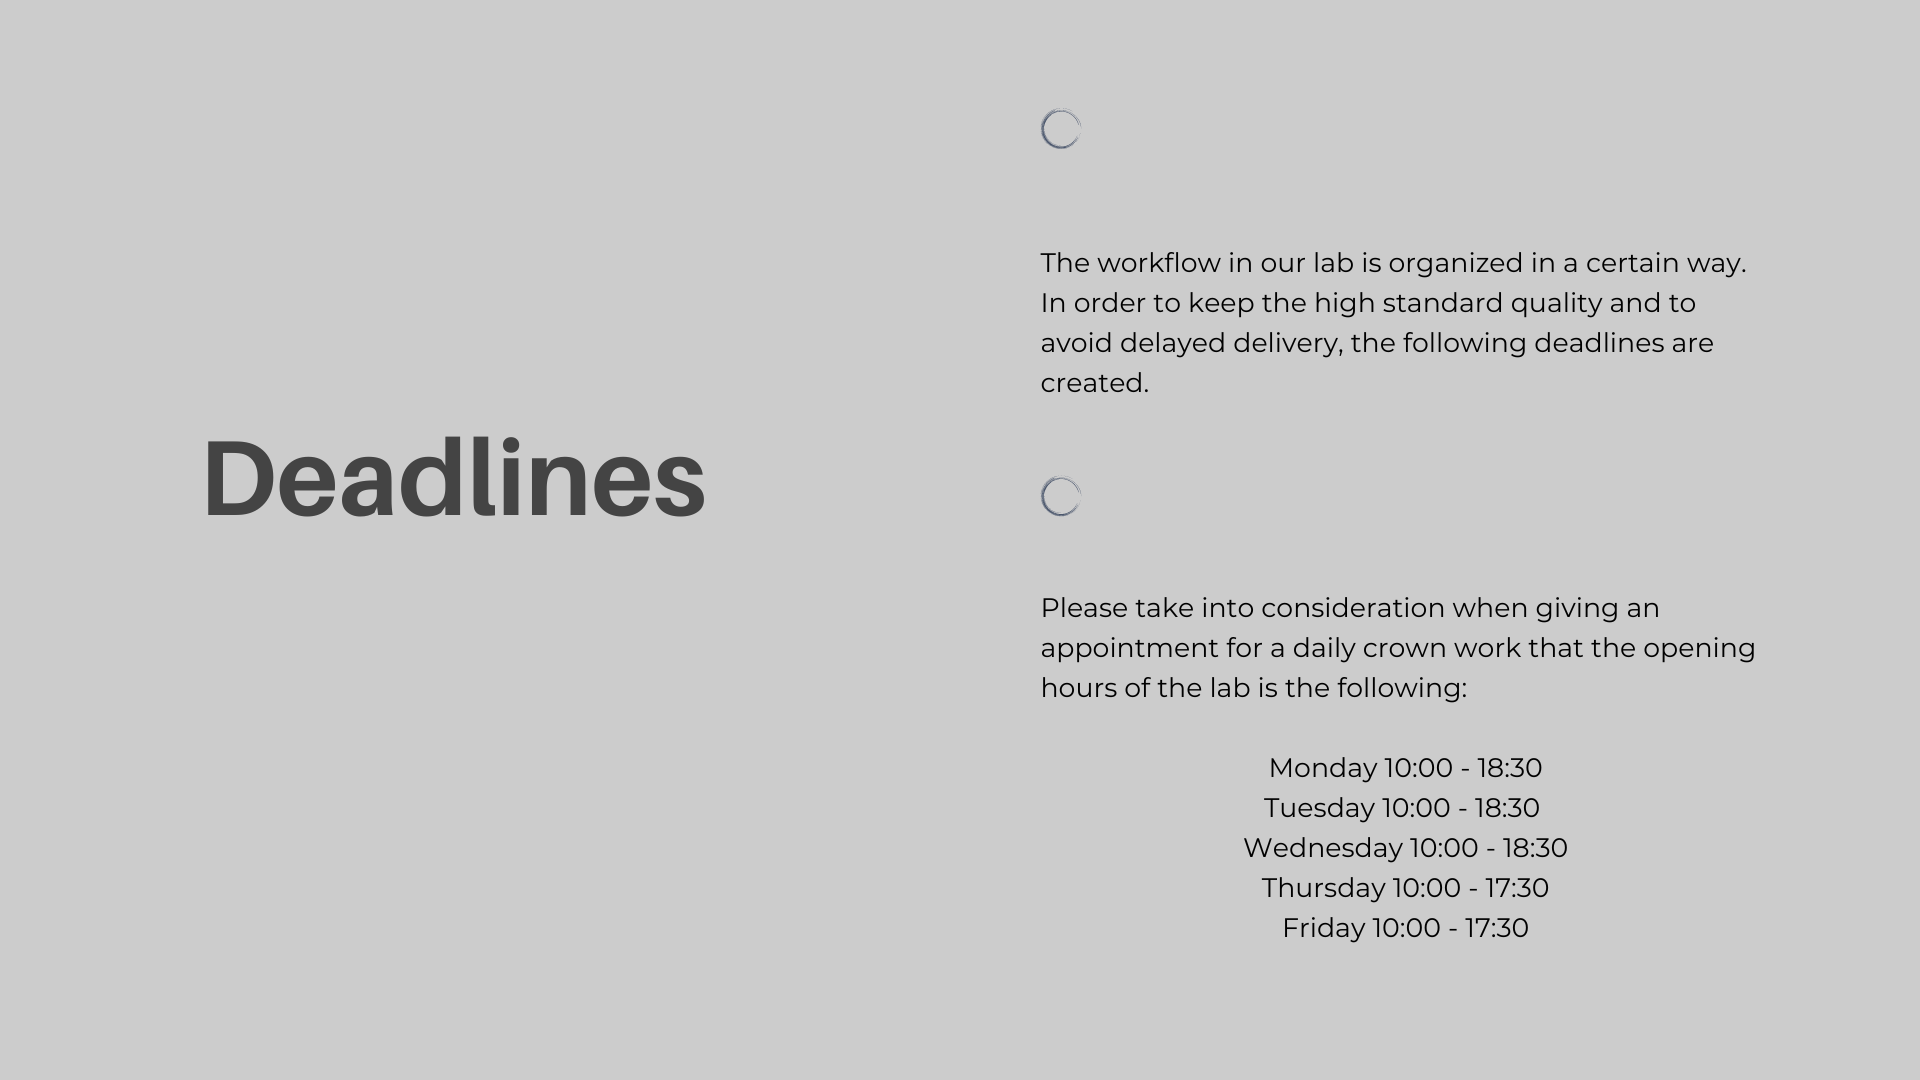 Deadlines
The workflow in our lab is organized in a certain way.
In order to keep the high standard quality and to
avoid delayed delivery, the following deadlines are
created.
Please take into consideration when giving an
appointment for a daily crown work that the opening
hours of the lab is the following:
Monday 10:00 - 18:30
Tuesday 10:00 - 18:30
Wednesday 10:00 - 18:30
Thursday 10:00 - 17:30
Friday 10:00 - 17:30